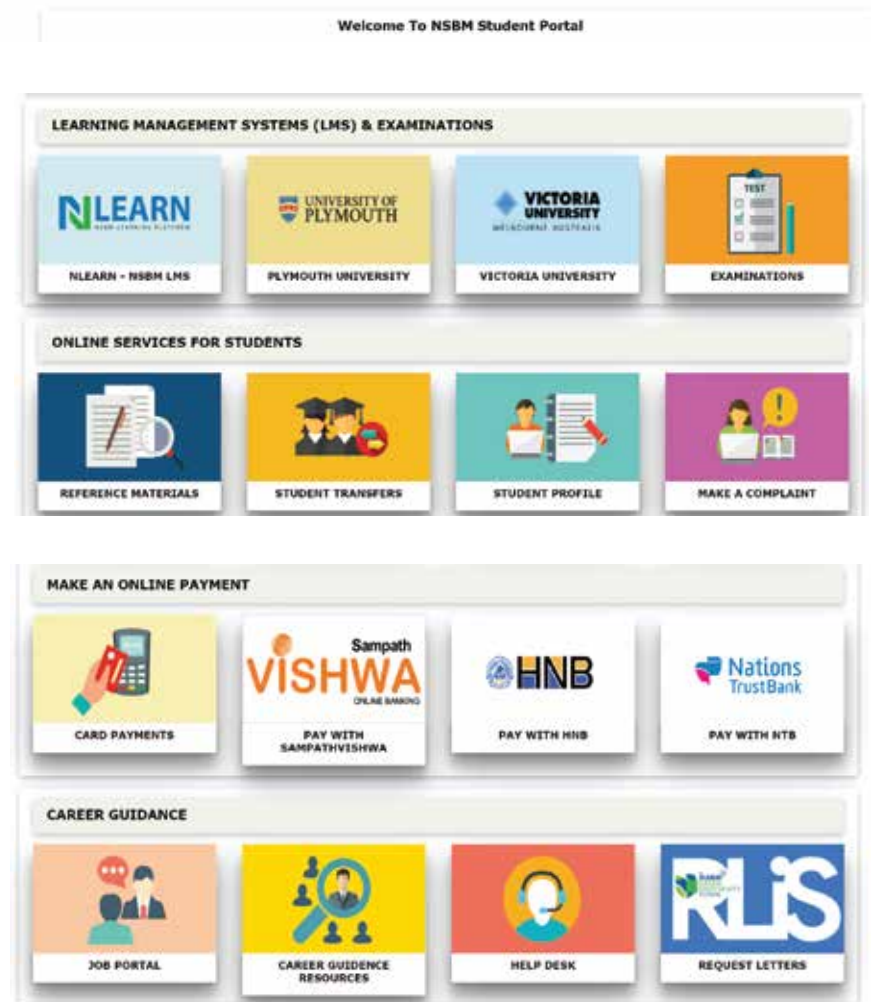 Welcome To NSBM Student Portal
LEARNING MANAGEMENT SYSTEMS (LMS) & EXAMINATIONS
NLEARN
UNIVERSITY OF
PLYMOUTH
VICTORIA
UNIVERSITY
MELBOURNE AUSTRALIA
TEST
NLEARN - NSBM LMS
PLYMOUTH UNIVERSITY
VICTORIA UNIVERSITY
EXAMINATIONS
ONLINE SERVICES FOR STUDENTS
REFERENCE MATERIALS
STUDENT TRANSFERS
STUDENT PROFILE
MAKE A COMPLAINT
MAKE AN ONLINE PAYMENT
Sampath
VISHWA
ONLINE BANKING
HNB
Nations
TrustBank
CARD PAYMENTS
PAY WITH
SAMPATHVISHWA
PAY WITH HNB
PAY WITH NTB
CAREER GUIDANCE
RLiS
JOB PORTAL
CAREER GUIDENCE
RESOURCES
HELP DESK
REQUEST LETTERS